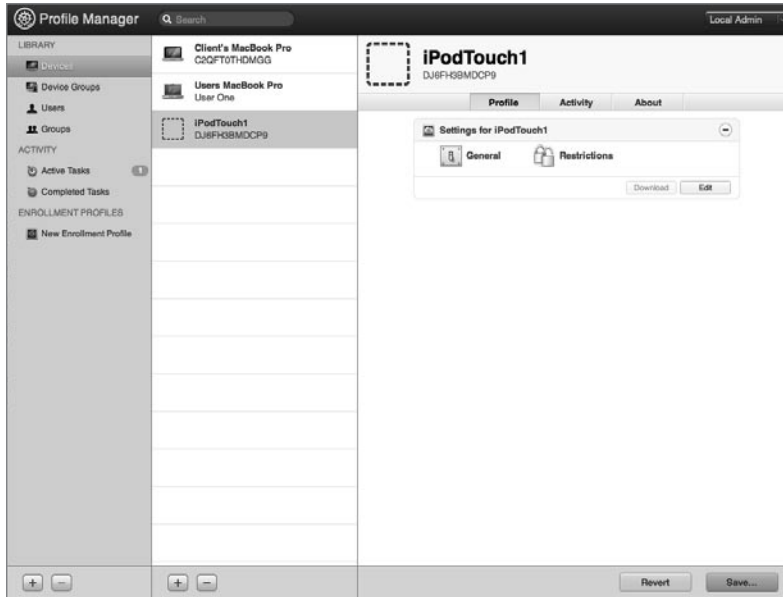 Profile Manager
Search
Local Admin
LIBRARY
Devices
Device Groups
Users
Groups
ACTIVITY
Active Tasks 1
Completed Tasks
ENROLLMENT PROFILES
New Enrollment Profile
Client's MacBook Pro
C2QFT0THDMGG
Users MacBook Pro
User One
iPodTouch1
DJ6FH3BMDCP9
iPodTouch1
DJ6FH3BMDCP9
Profile Activity About
Settings for iPodTouch1
General Restrictions
Download Edit
Revert Save...